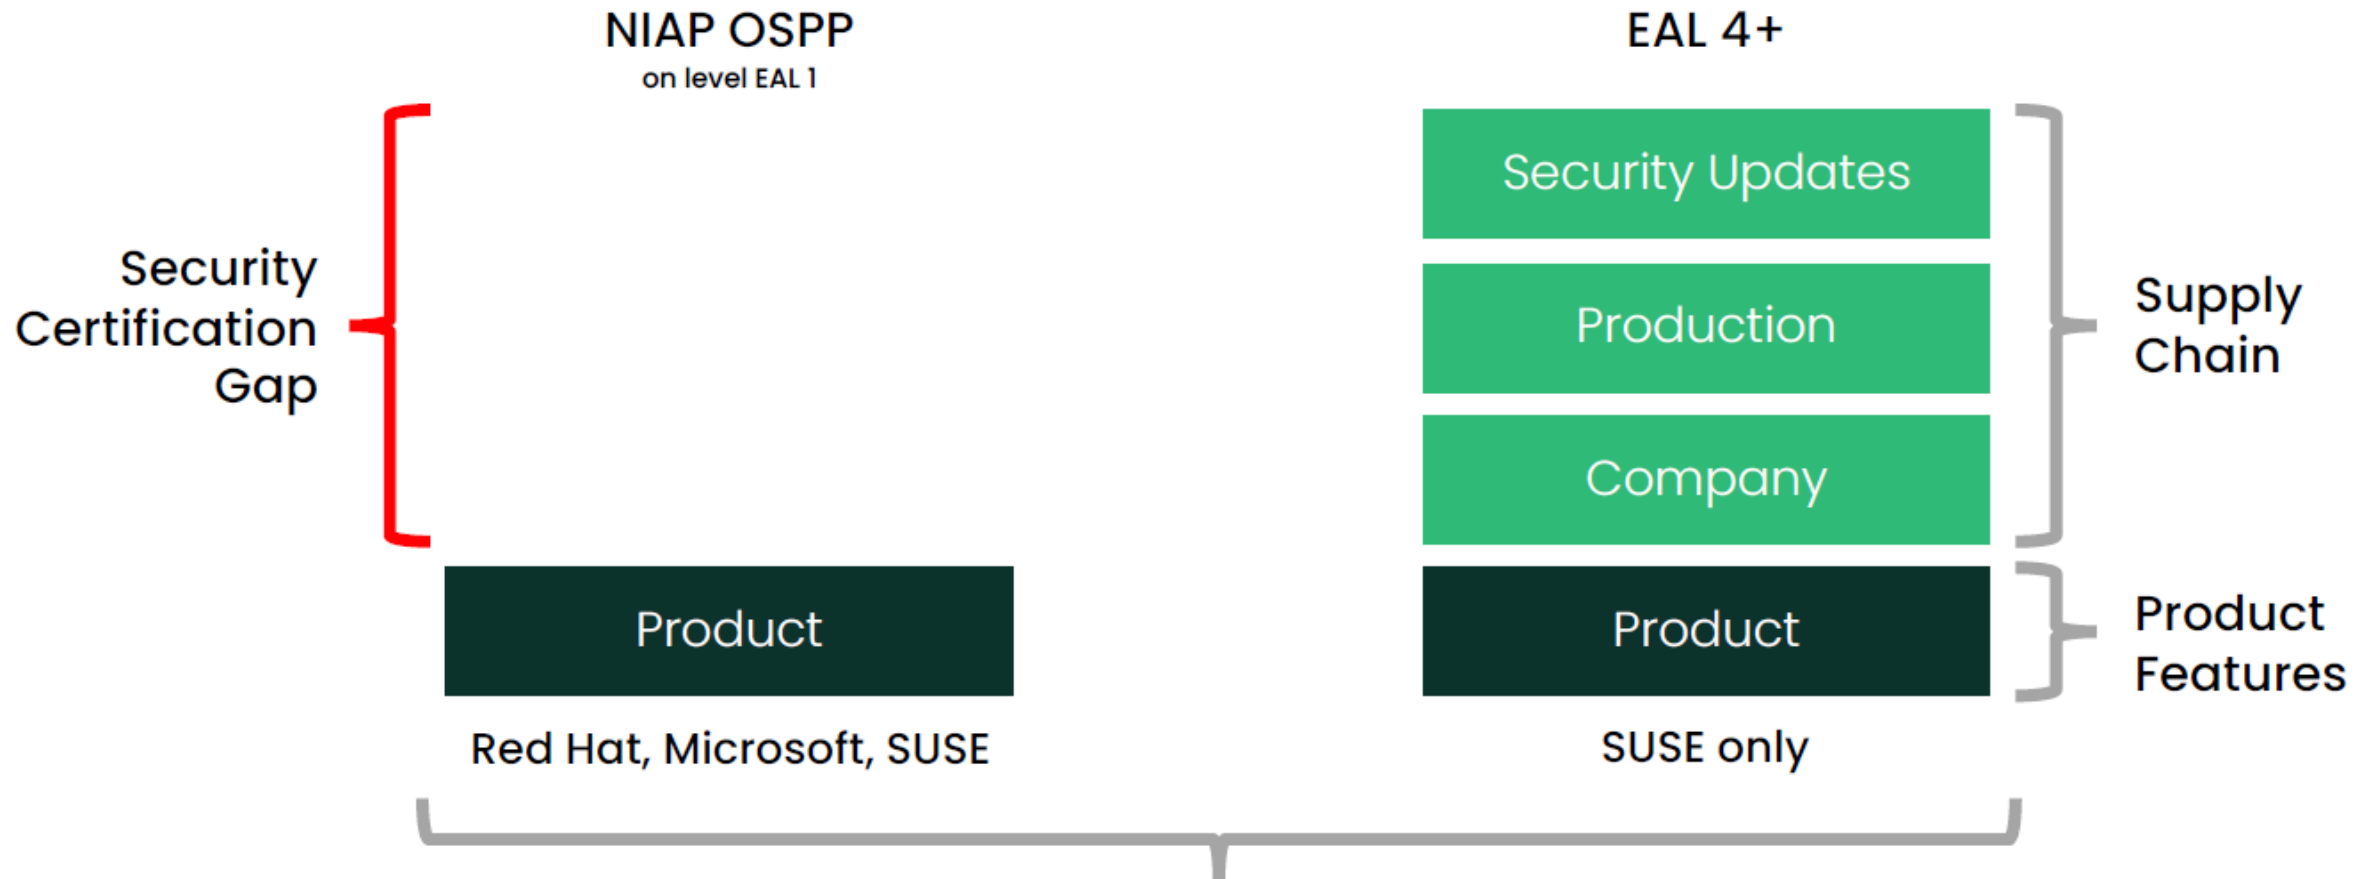 NIAP OSPP
on level EAL 1
EAL 4+
Security
Certification
Gap
Security Updates
Production
Company
Supply
Chain
Product
Product
Product
Features
Red Hat, Microsoft, SUSE
SUSE only